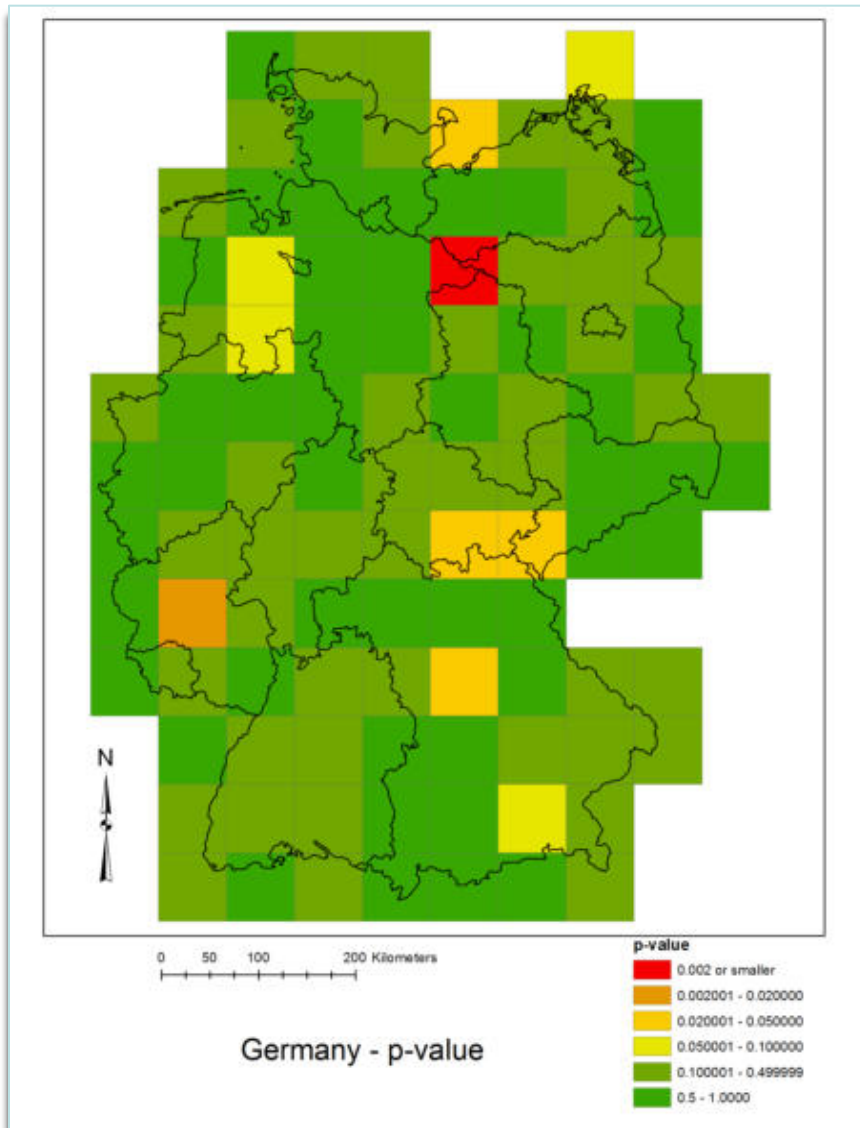 N
0 50 100 200 Kilometers
p-value
0.002 or smaller
0.002001 - 0.020000
0.020001 - 0.050000
0.050001 - 0.100000
0.100001 - 0.499999
0.5 - 1.0000
Germany - p-value